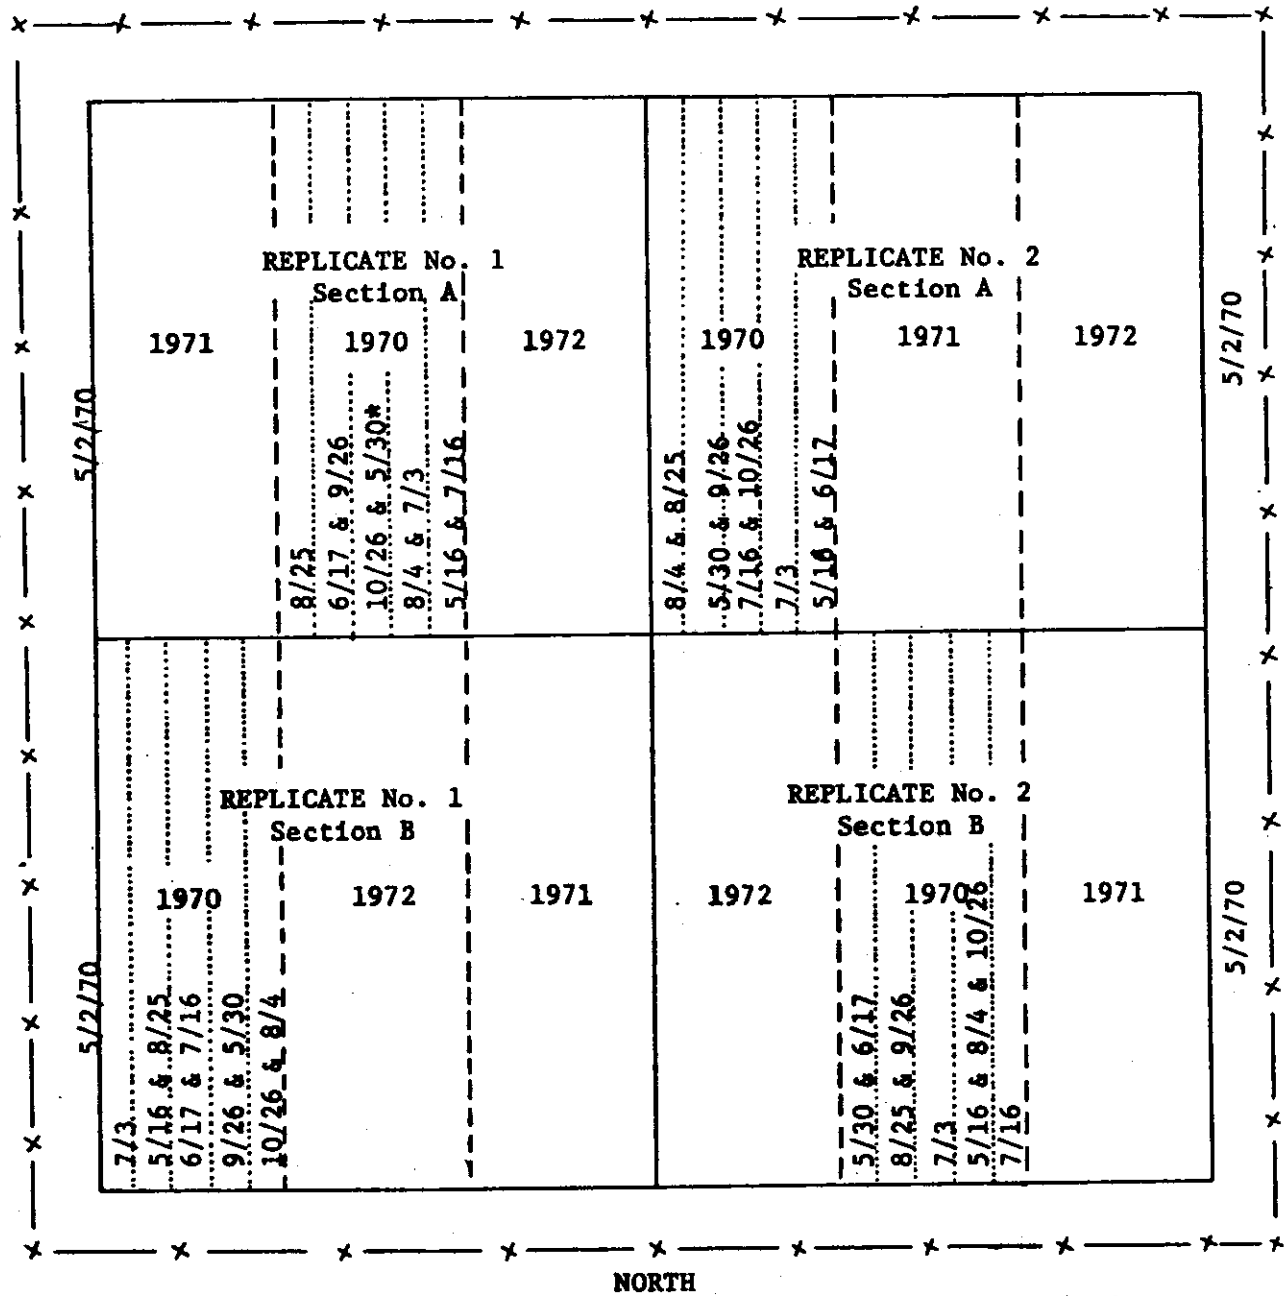 REPLICATE No. 1
Section A
1971
1970
1972
5/2/70
8/25
6/17 & 9/26
10/26 & 5/30*
8/4 & 7/3
5/16 & 7/16
REPLICATE No. 2
Section A
1970
1971
1972
5/2/70
8/4 & 8/25
5/30 & 9/26
7/16 & 10/26
7/3
5/16 & 6/17
REPLICATE No. 1
Section B
1970
1972
1971
5/2/70
7/3
5/16 & 8/25
6/17 & 7/16
9/26 & 5/30
10/26 & 8/4
REPLICATE No. 2
Section B
1972
1970
1971
5/2/70
5/30 & 6/17
8/25 & 9/26
7/3
5/16 & 8/4 & 10/26
7/16
NORTH